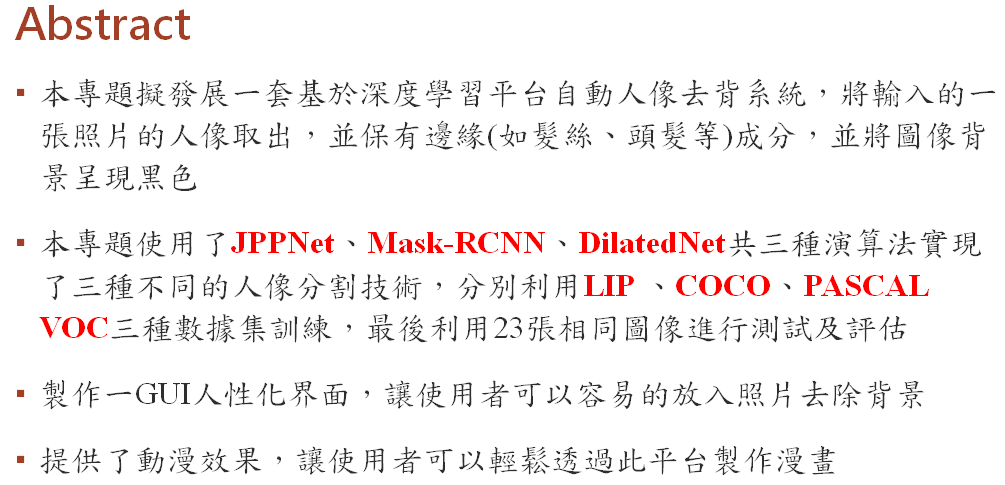 Abstract
▪ 本專題擬發展一套基於深度學習平台自動人像去背系統，將輸入的一
張照片的人像取出，並保有邊緣(如髮絲、頭髮等)成分，並將圖像背
景呈現黑色
▪ 本專題使用了JPPNet、Mask-RCNN、DilatedNet共三種演算法實現
了三種不同的人像分割技術，分別利用LIP 、COCO、PASCAL
VOC三種數據集訓練，最後利用23張相同圖像進行測試及評估
▪ 製作一GUI人性化界面，讓使用者可以容易的放入照片去除背景
▪ 提供了動漫效果，讓使用者可以輕鬆透過此平台製作漫畫